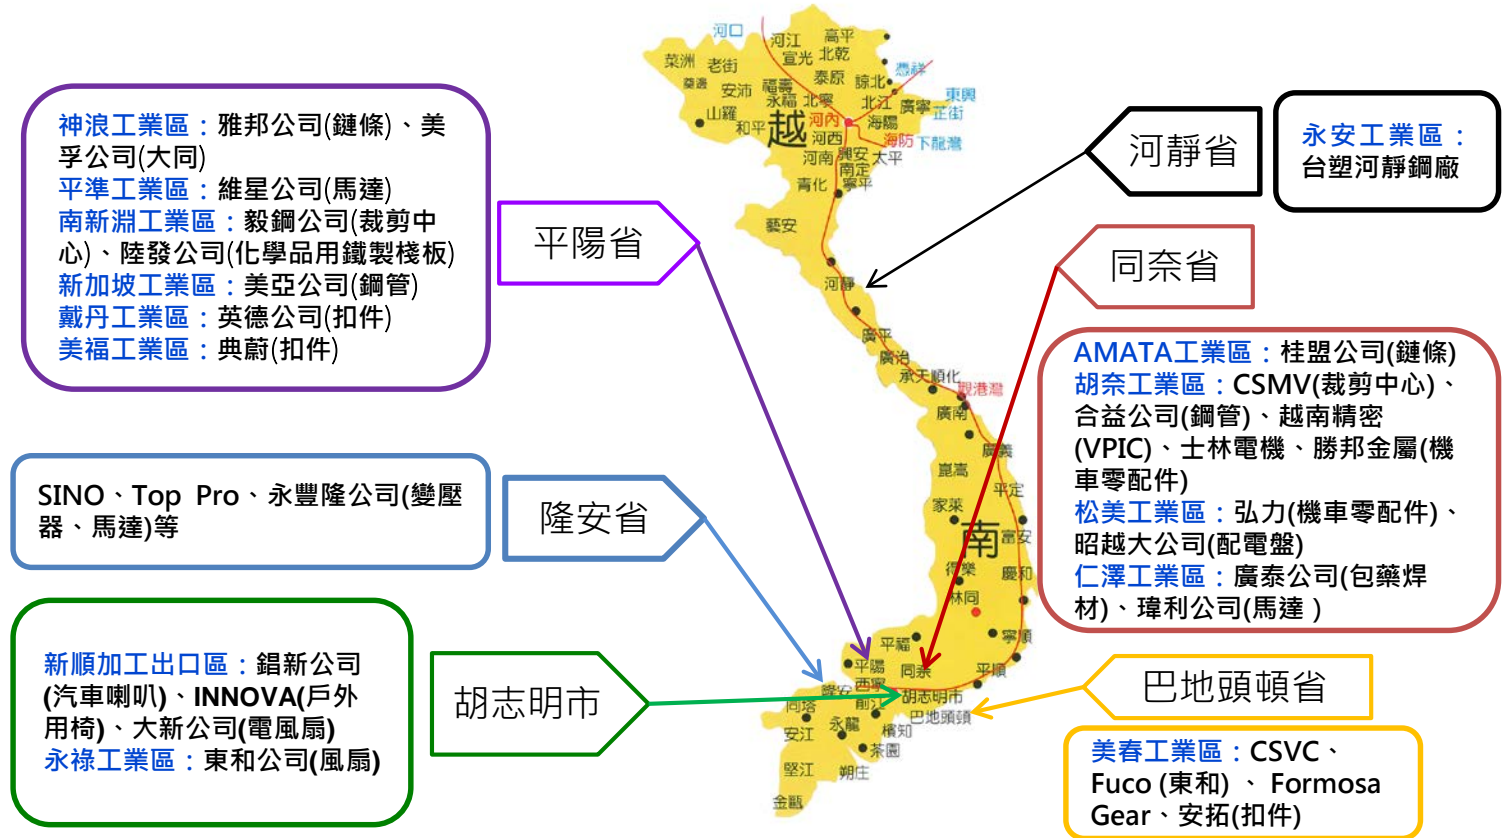 神浪工業區：雅邦公司(鏈條)、美
孚公司(大同)
平準工業區：維星公司(馬達)
南新淵工業區：毅鋼公司(裁剪中
心)、陸發公司(化學品用鐵製棧板)
新加坡工業區：美亞公司(鋼管)
戴丹工業區：英德公司(扣件)
美福工業區：典蔚(扣件)
平陽省
SINO、Top Pro、永豐隆公司(變壓
器、馬達)等
隆安省
新順加工出口區：錩新公司
(汽車喇叭)、INNOVA(戶外
用椅)、大新公司(電風扇)
永祿工業區：東和公司(風扇)
胡志明市
河口
河江
高平
菜洲
老街
宣光
北乾
憑祥
奠邊
安沛
福壽
泰原
諒北
東興
永福
北寧
北江
廣寧
芷街
山羅
和平
越
河內
河西
海陽
海防
下龍灣
河南
興安
太平
南定
青化
寧平
藝安
河靜
廣平
廣治
承天順化
峴港灣
廣南
廣義
崑嵩
平定
家萊
南
富安
得樂
慶和
林同
寧順
平福
平陽
同奈
平順
西寧
隆安
胡志明市
前江
同塔
巴地頭頓
永龍
檳知
安江
茶園
堅江
朔庄
金甌
河靜省
永安工業區：
台塑河靜鋼廠
同奈省
AMATA工業區：桂盟公司(鏈條)
胡奈工業區：CSMV(裁剪中心)、
合益公司(鋼管)、越南精密
(VPIC)、士林電機、勝邦金屬(機
車零配件)
松美工業區：弘力(機車零配件)、
昭越大公司(配電盤)
仁澤工業區：廣泰公司(包藥焊
材)、瑋利公司(馬達 )
巴地頭頓省
美春工業區：CSVC、
Fuco (東和) 、 Formosa
Gear、安拓(扣件)